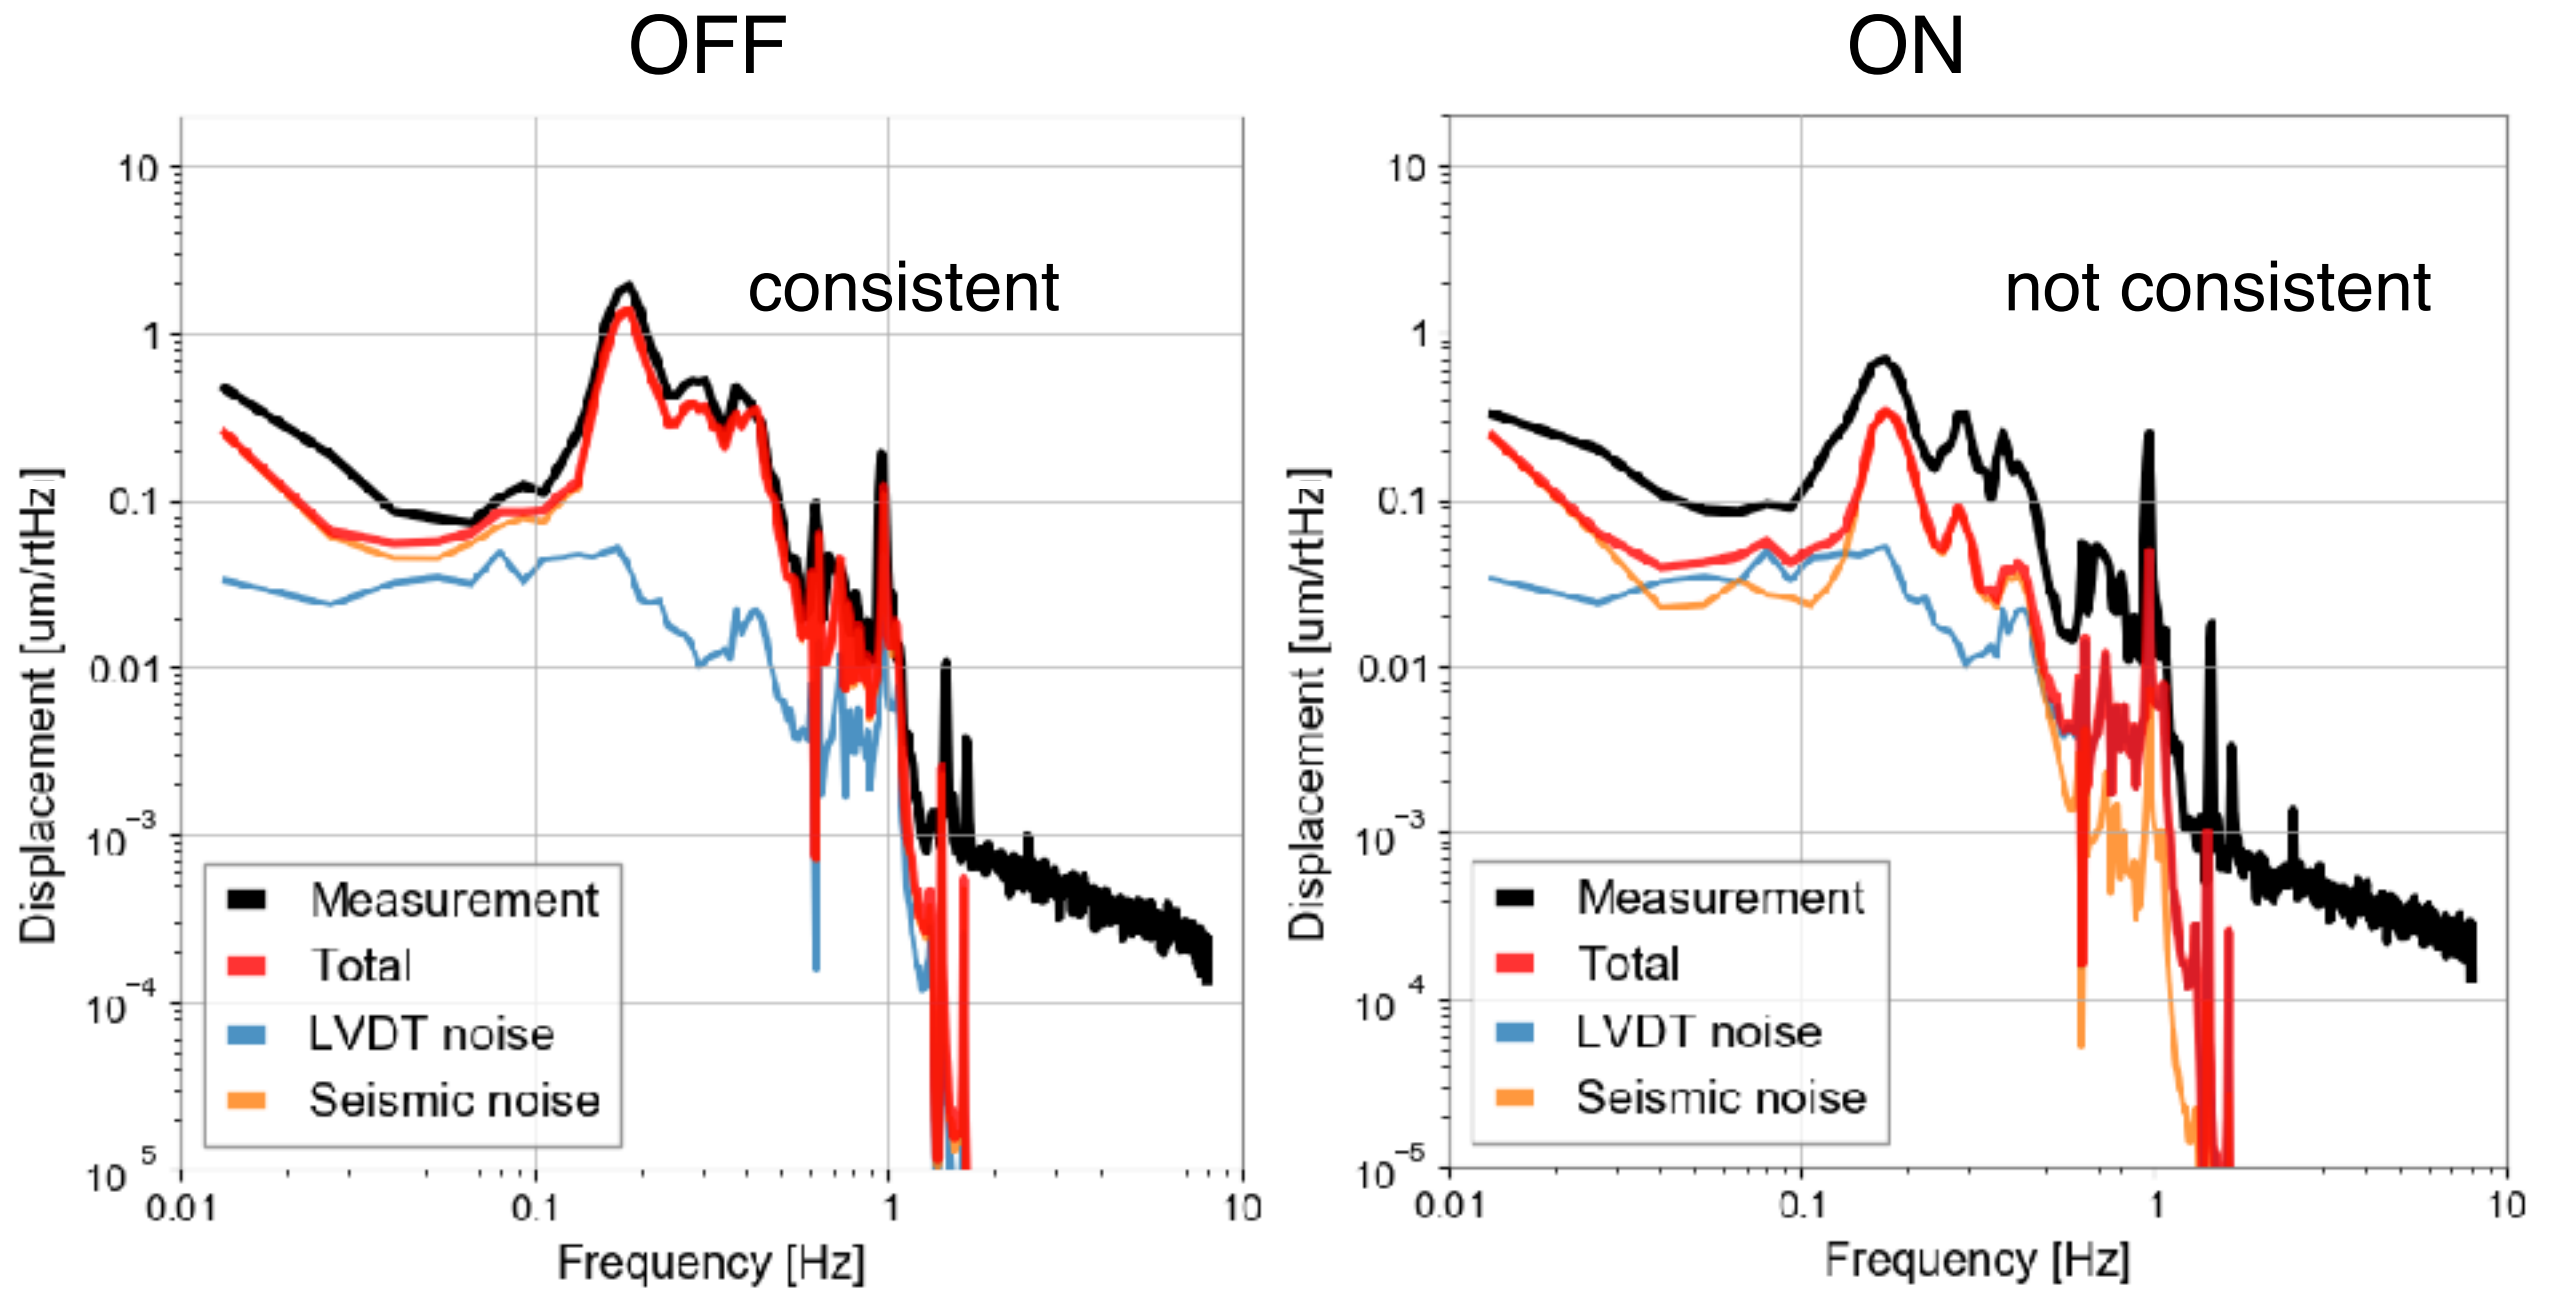 OFF
consistent
10
1
0.1
0.01
10⁻³
10⁻⁴
10 5
Displacement [um/rtHz]
Measurement
Total
LVDT noise
Seismic noise
0.01
0.1
1
10
Frequency [Hz]
ON
not consistent
10
1
0.1
0.01
10⁻³
10 4
10⁻⁵
Displacement [um/rtHz]
Measurement
Total
LVDT noise
Seismic noise
0.01
0.1
1
10
Frequency [Hz]